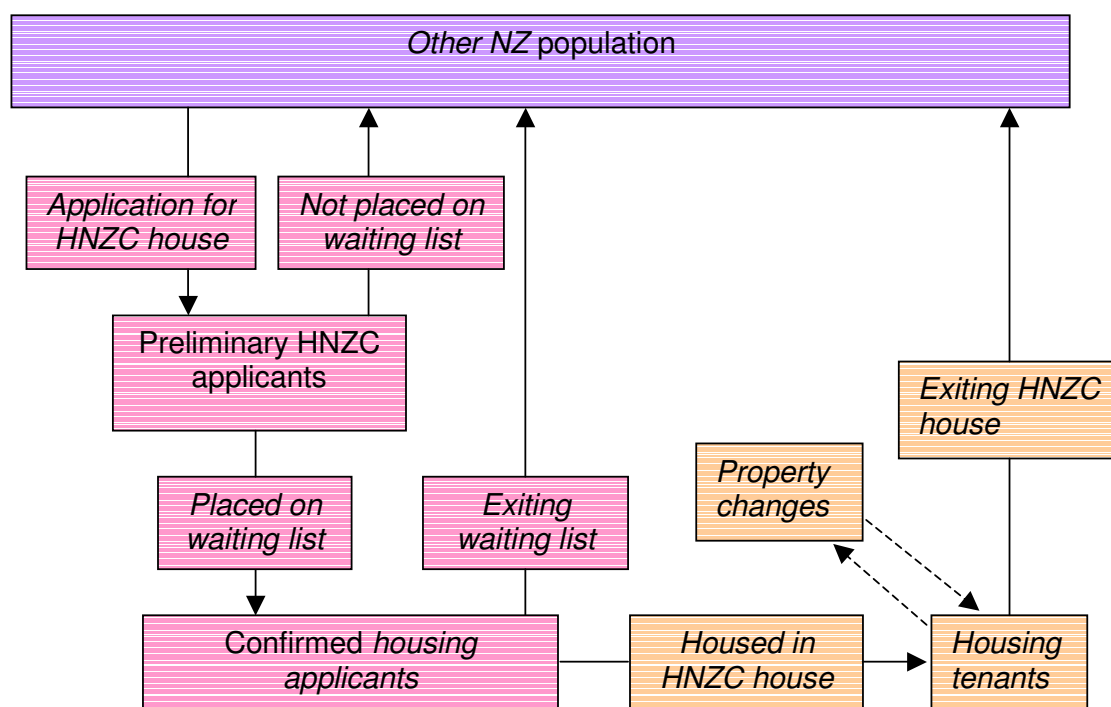 Other NZ population
Application for
HNZC house
Not placed on
waiting list
Preliminary HNZC
applicants
Exiting HNZC
house
Property
changes
Placed on
waiting list
Exiting
waiting list
Confirmed housing
applicants
Housed in
HNZC house
Housing
tenants